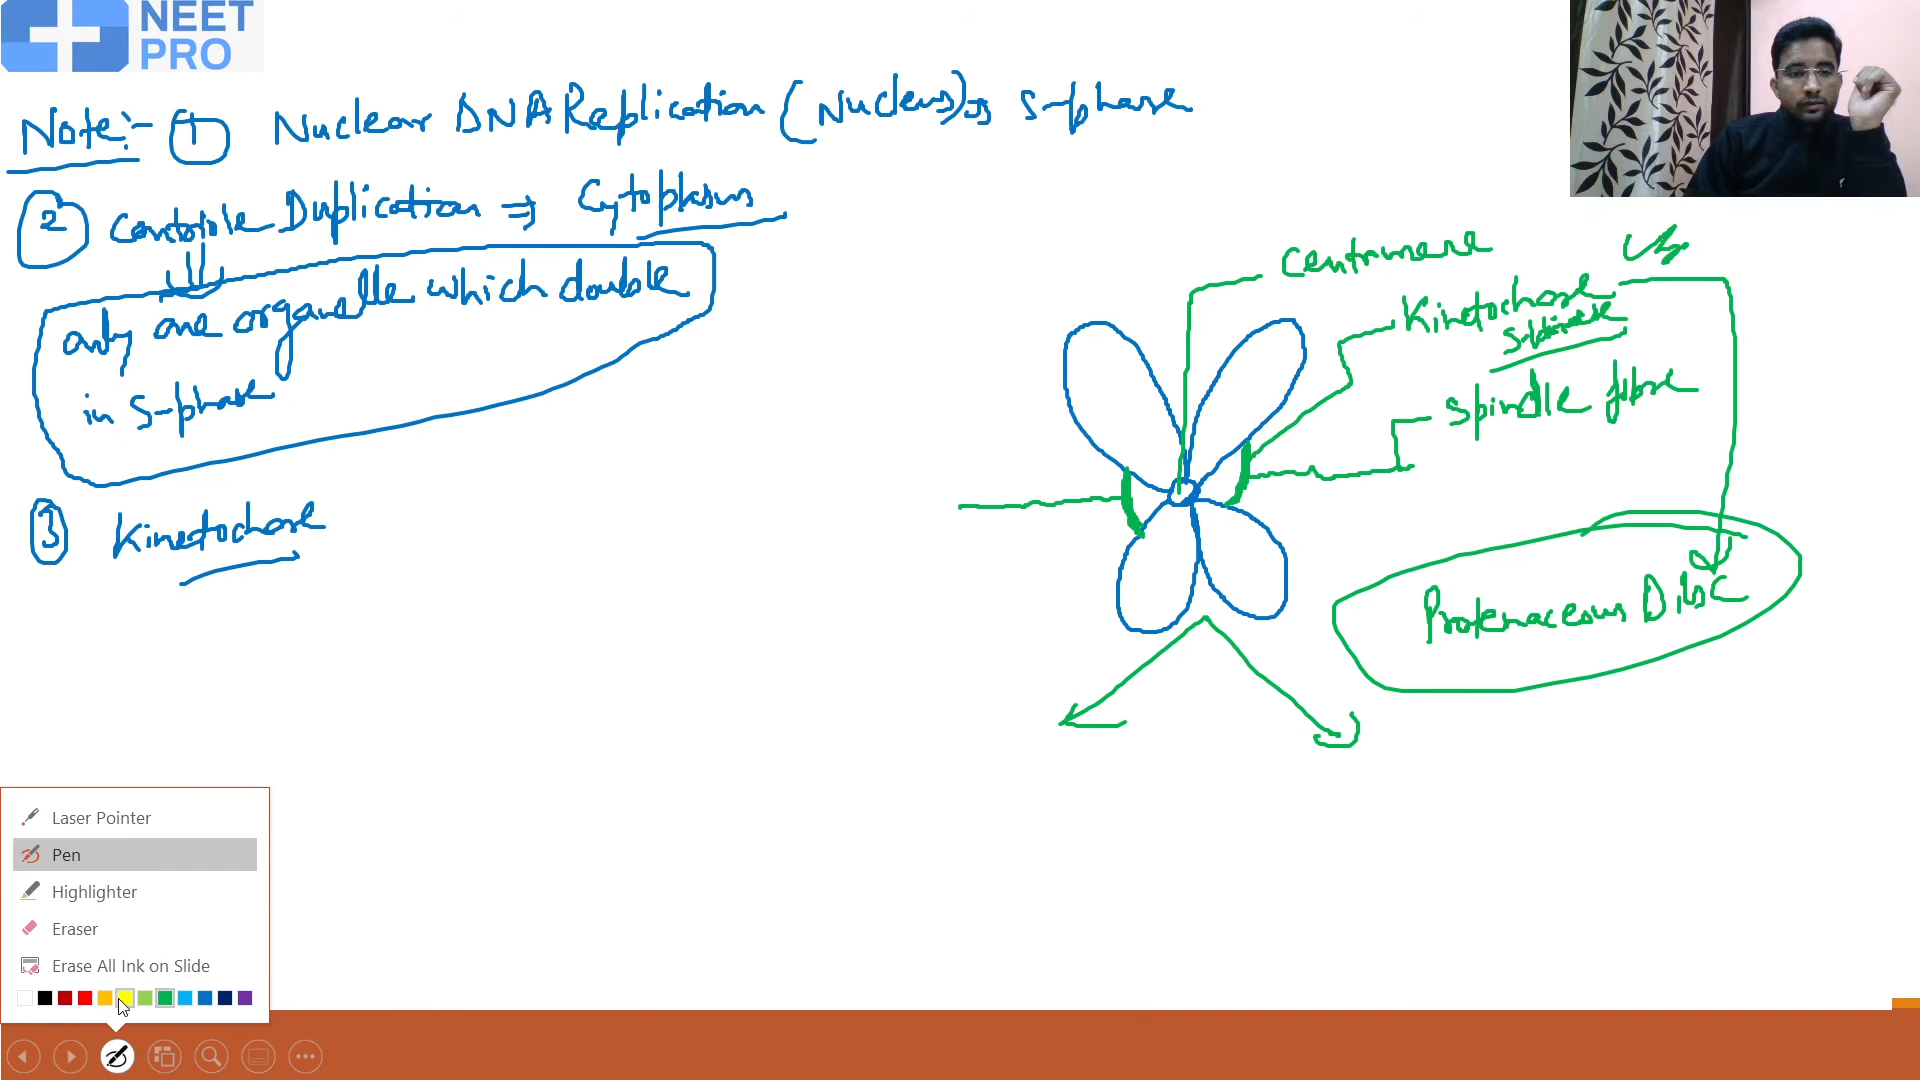 NEET
PRO
Note:- ① Nuclear DNA Replication (Nucleus) ⇒ S-phase
② Centriole Duplication ⇒ Cytoplasm
only one organelle which double
in S-phase
③ Kinetochore
Centromere
Kinetochore
Spindle fibre
Protenaceous Disc
Laser Pointer
Pen
Highlighter
Eraser
Erase All Ink on Slide